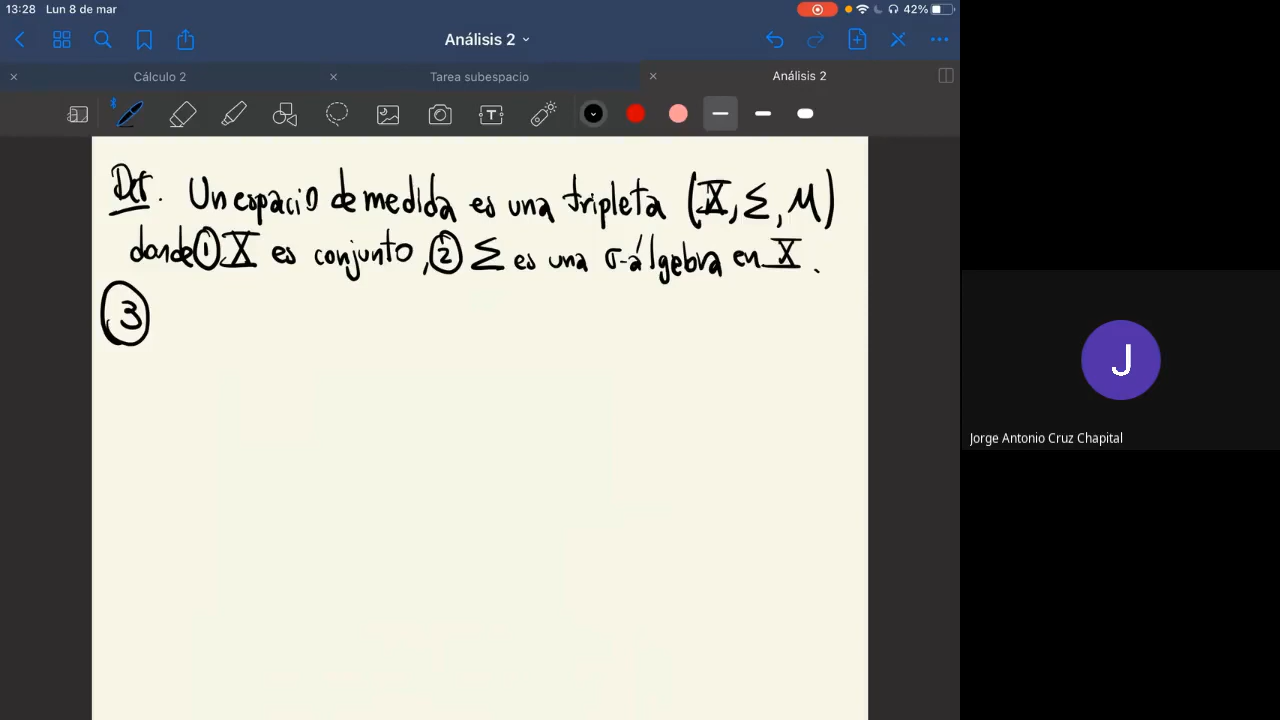 13:28 Lun 8 de mar
42%
Análisis 2
Cálculo 2
Tarea subespacio
Análisis 2
Def. Un espacio de medida es una tripleta (X, Σ, μ)
donde ① X es conjunto, ② Σ es una σ-álgebra en X.
③
J
Jorge Antonio Cruz Chapital